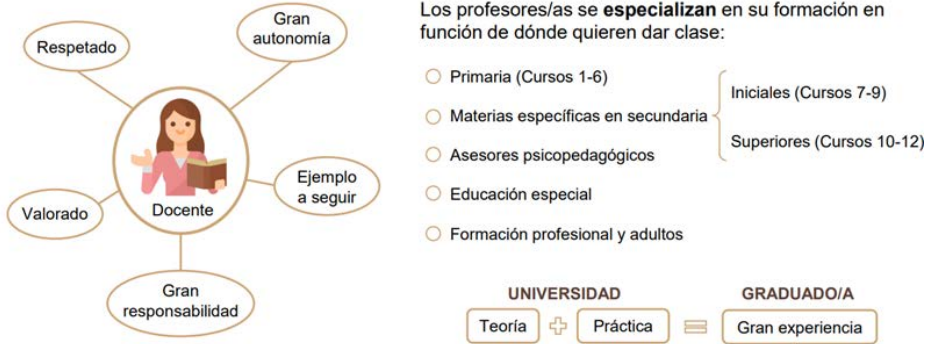 Respetado
Gran
autonomía
Docente
Ejemplo
a seguir
Valorado
Gran
responsabilidad
Los profesores/as se especializan en su formación en
función de dónde quieren dar clase:
Primaria (Cursos 1-6)
Materias específicas en secundaria
Iniciales (Cursos 7-9)
Superiores (Cursos 10-12)
Asesores psicopedagógicos
Educación especial
Formación profesional y adultos
UNIVERSIDAD
GRADUADO/A
Teoría
Práctica
Gran experiencia